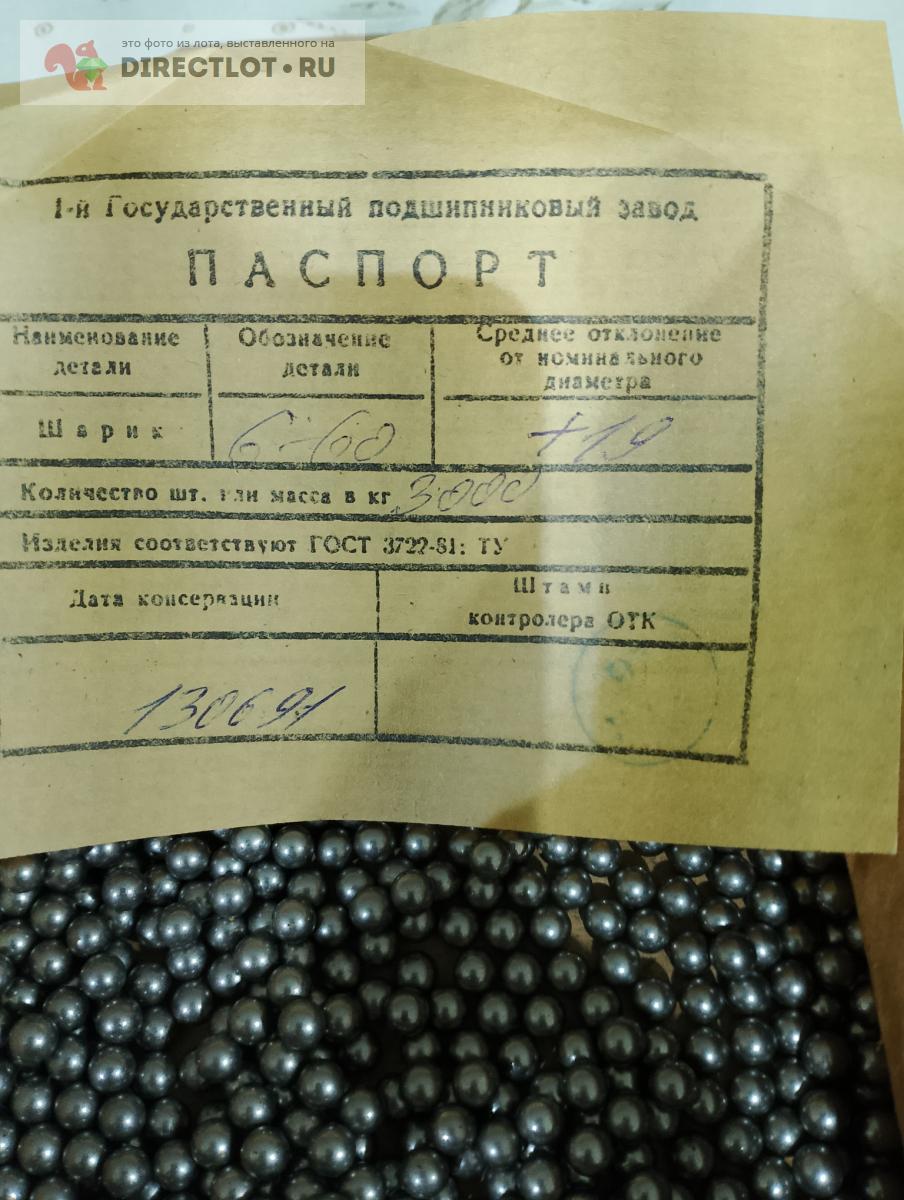 это фото из лота, выставленного на
DIRECTLOT•RU
1-й Государственный подшипниковый завод
ПАСПОРТ
Наименование детали
Обозначение детали
Среднее отклонение от номинального диаметра
Шарик
6-60
+19
Количество шт. или масса в кг 3000
Изделия соответствуют ГОСТ 3722-81: ТУ
Дата консервации
Штамп контролера ОТК
130691